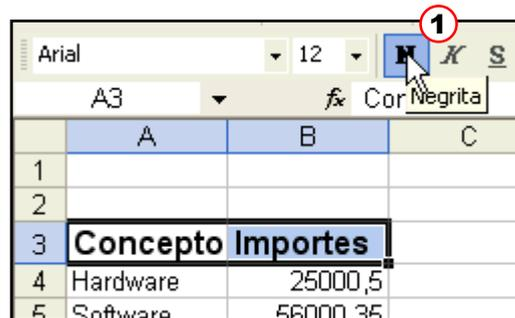 1
Arial 12 N K S
A3 fx Cor Negrita
A B C
1
2
3 Concepto Importes
4 Hardware 25000,5
5 Software 56000,35